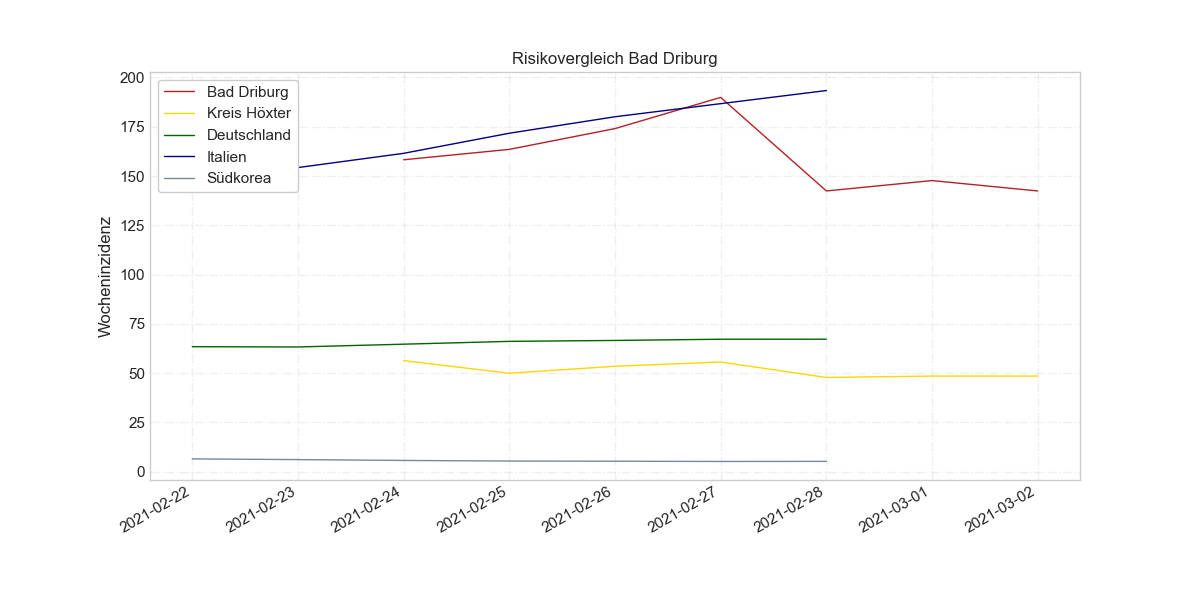 Risikovergleich Bad Driburg
200
175
150
125
100
75
50
25
0
Wocheninzidenz
Bad Driburg
Kreis Höxter
Deutschland
Italien
Südkorea
2021-02-22
2021-02-23
2021-02-24
2021-02-25
2021-02-26
2021-02-27
2021-02-28
2021-03-01
2021-03-02